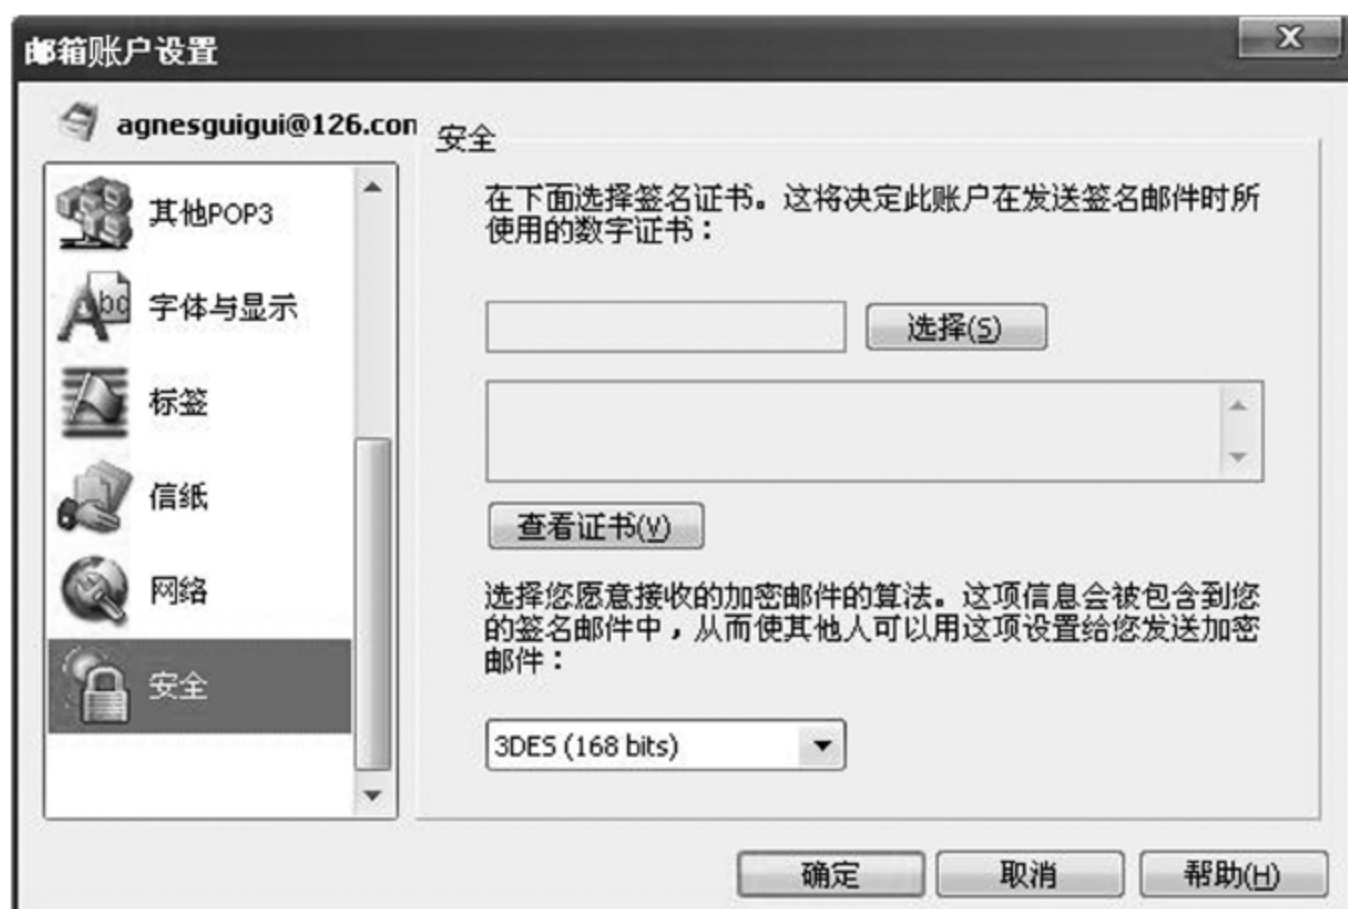 邮箱账户设置
X
agnesguigui@126.con
安全
其他POP3
字体与显示
标签
信纸
网络
安全
在下面选择签名证书。这将决定此账户在发送签名邮件时所
使用的数字证书：
选择(S)
查看证书(V)
选择您愿意接收的加密邮件的算法。这项信息会被包含到您
的签名邮件中，从而使其他人可以用这项设置给您发送加密
邮件：
3DES (168 bits)
确定
取消
帮助(H)